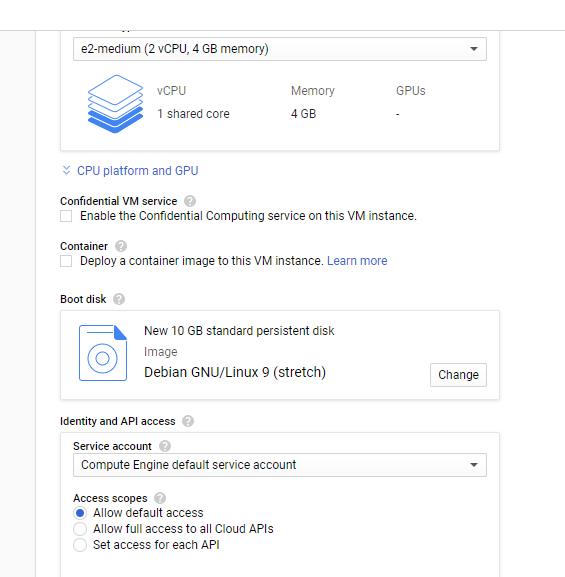 e2-medium (2 vCPU, 4 GB memory)
vCPU Memory GPUs
1 shared core 4 GB -
CPU platform and GPU
Confidential VM service ?
Enable the Confidential Computing service on this VM instance.
Container ?
Deploy a container image to this VM instance. Learn more
Boot disk ?
New 10 GB standard persistent disk
Image
Debian GNU/Linux 9 (stretch)
Change
Identity and API access ?
Service account ?
Compute Engine default service account
Access scopes ?
Allow default access
Allow full access to all Cloud APIs
Set access for each API